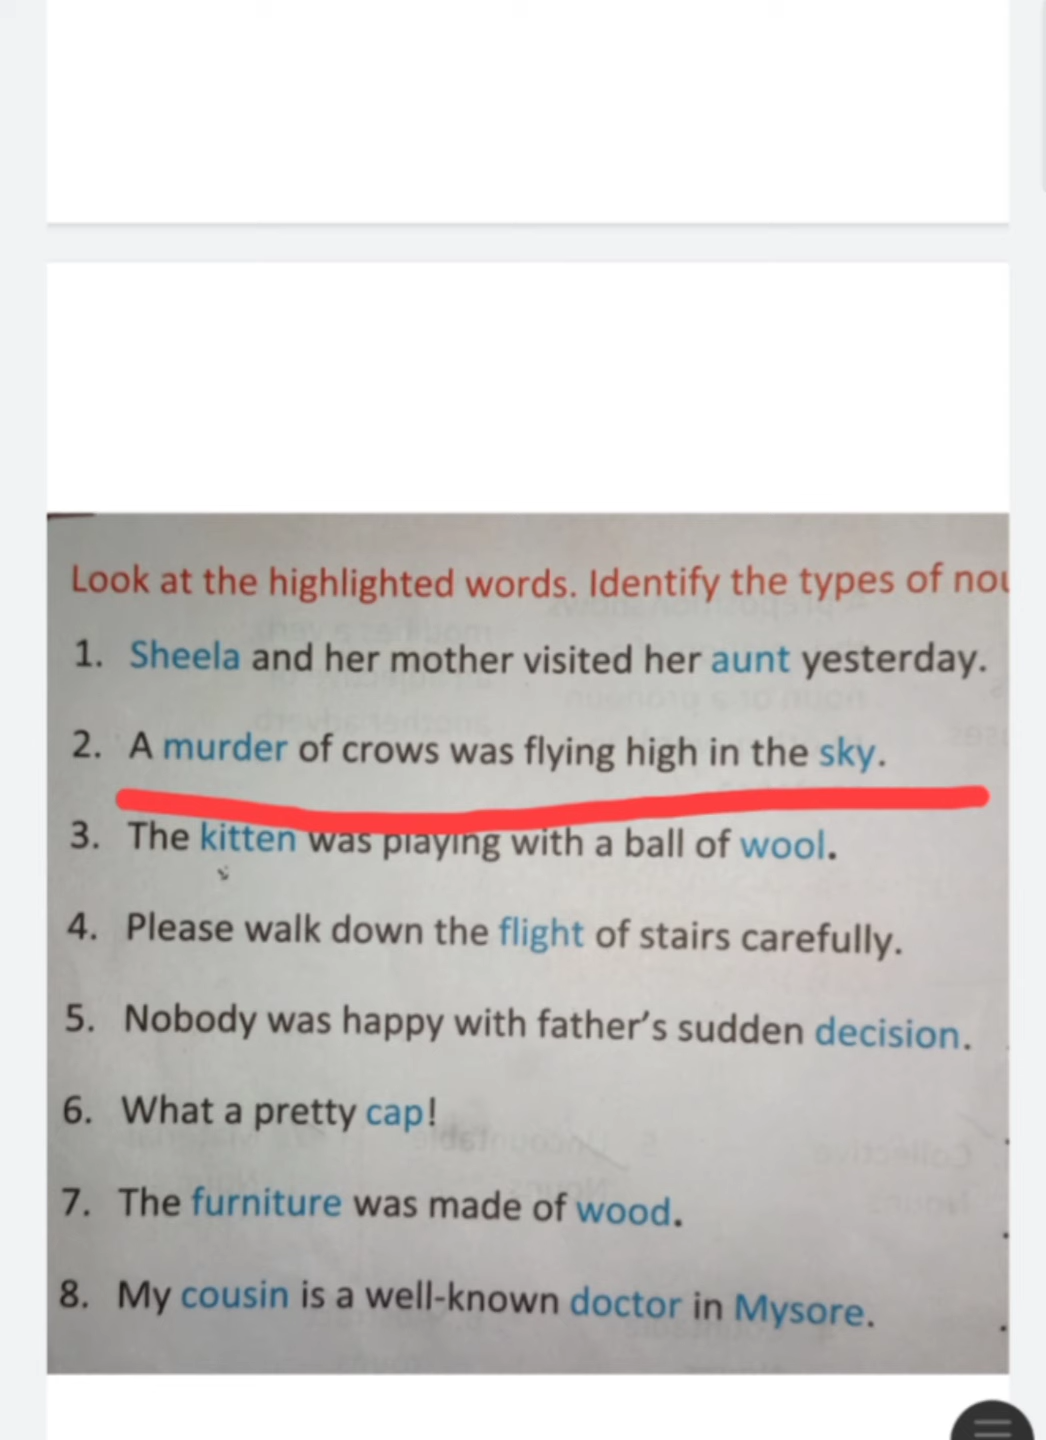 Look at the highlighted words. Identify the types of
1. Sheela and her mother visited her aunt yesterday.
2. A murder of crows was flying high in the sky.
3. The kitten was playing with a ball of wool.
4. Please walk down the flight of stairs carefully.
5. Nobody was happy with father's sudden decision.
6. What a pretty cap!
7. The furniture was made of wood.
8. My cousin is a well-known doctor in Mysore.